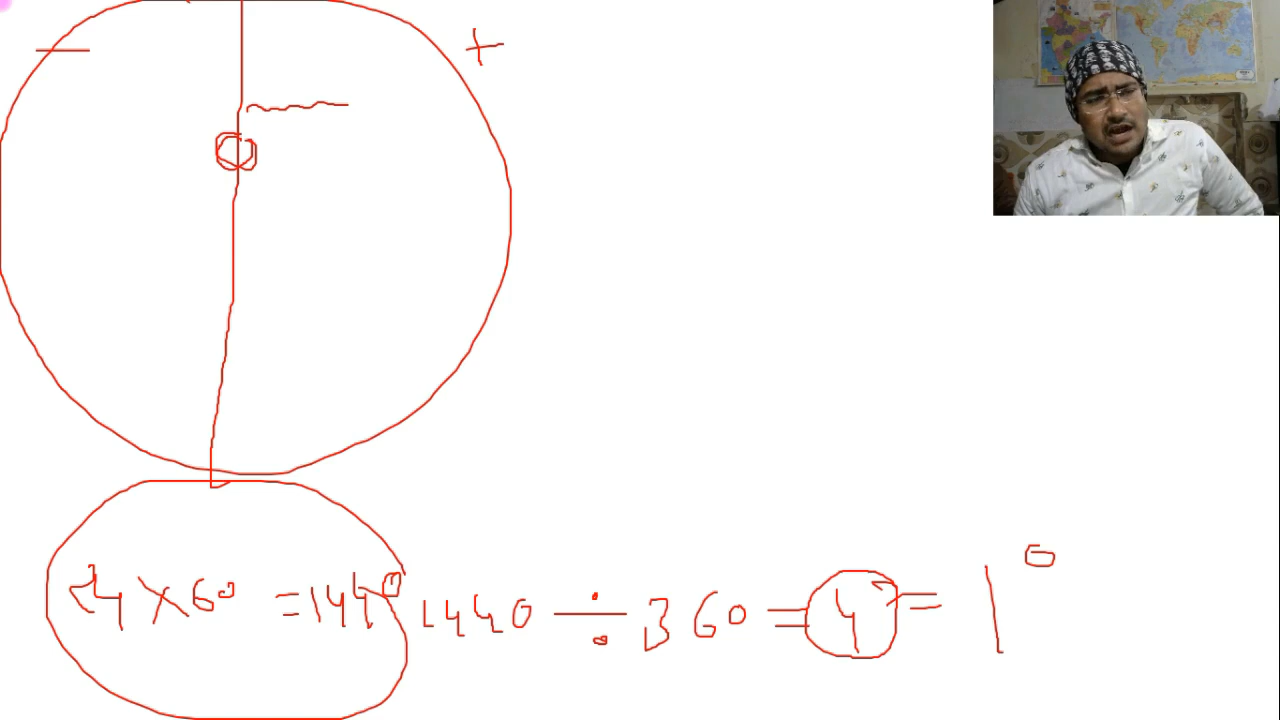 − +
24 × 60 = 1440 1440 ÷ 360 = 4 = 1°